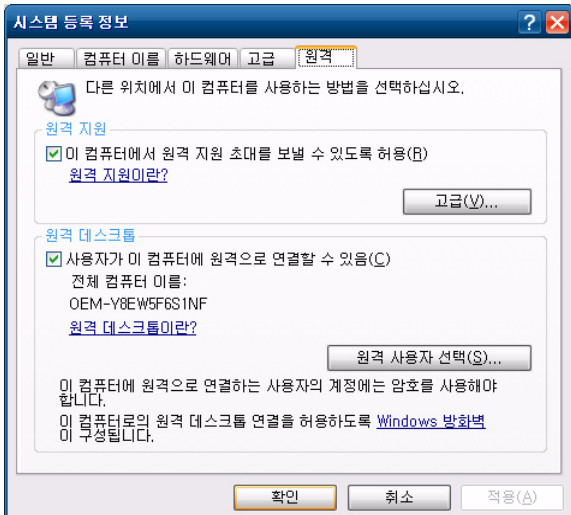 시스템 등록 정보
일반 컴퓨터 이름 하드웨어 고급 원격
다른 위치에서 이 컴퓨터를 사용하는 방법을 선택하십시오.
원격 지원
이 컴퓨터에서 원격 지원 초대를 보낼 수 있도록 허용(R)
원격 지원이란?
고급(V)...
원격 데스크톱
사용자가 이 컴퓨터에 원격으로 연결할 수 있음(C)
전체 컴퓨터 이름:
OEM-Y8EW5F6S1NF
원격 데스크톱이란?
원격 사용자 선택(S)...
이 컴퓨터에 원격으로 연결하는 사용자의 계정에는 암호를 사용해야
합니다.
이 컴퓨터로의 원격 데스크톱 연결을 허용하도록 Windows 방화벽
이 구성됩니다.
확인 취소 적용(A)